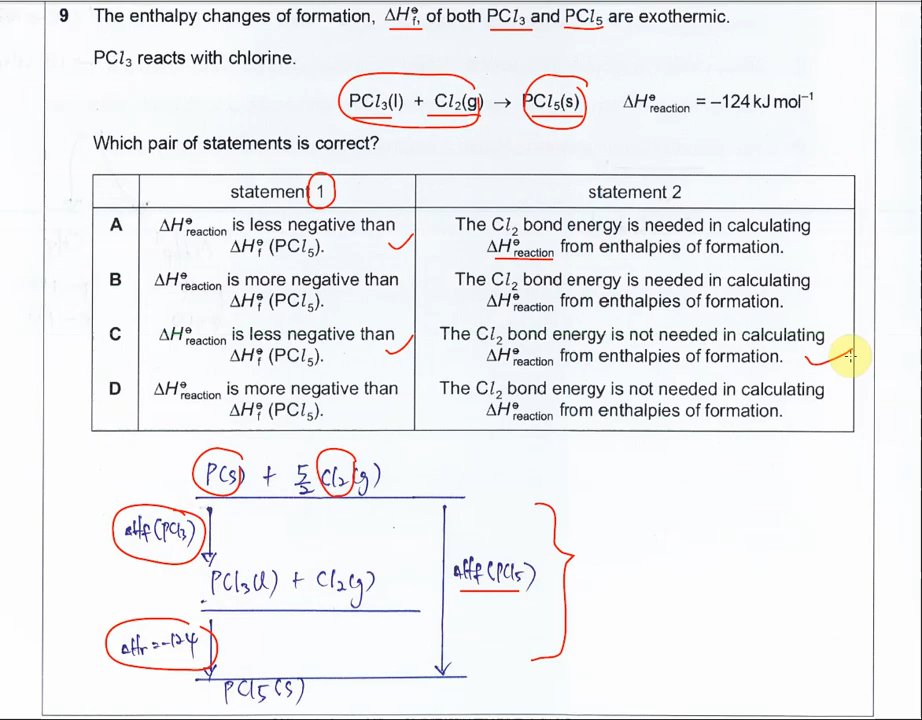 9 The enthalpy changes of formation, ΔH⦵f, of both PCl3 and PCl5 are exothermic.
PCl3 reacts with chlorine.
PCl3(l) + Cl2(g) → PCl5(s) ΔH⦵reaction = –124 kJ mol–1
Which pair of statements is correct?
statement 1 statement 2
A ΔH⦵reaction is less negative than The Cl2 bond energy is needed in calculating
ΔH⦵f (PCl5). ΔH⦵reaction from enthalpies of formation.
B ΔH⦵reaction is more negative than The Cl2 bond energy is needed in calculating
ΔH⦵f (PCl5). ΔH⦵reaction from enthalpies of formation.
C ΔH⦵reaction is less negative than The Cl2 bond energy is not needed in calculating
ΔH⦵f (PCl5). ΔH⦵reaction from enthalpies of formation.
D ΔH⦵reaction is more negative than The Cl2 bond energy is not needed in calculating
ΔH⦵f (PCl5). ΔH⦵reaction from enthalpies of formation.
P(s) + 5/2 Cl2(g)
ΔHf(PCl3)
PCl3(l) + Cl2(g) ΔHf(PCl5)
ΔHr=-124
PCl5(s)